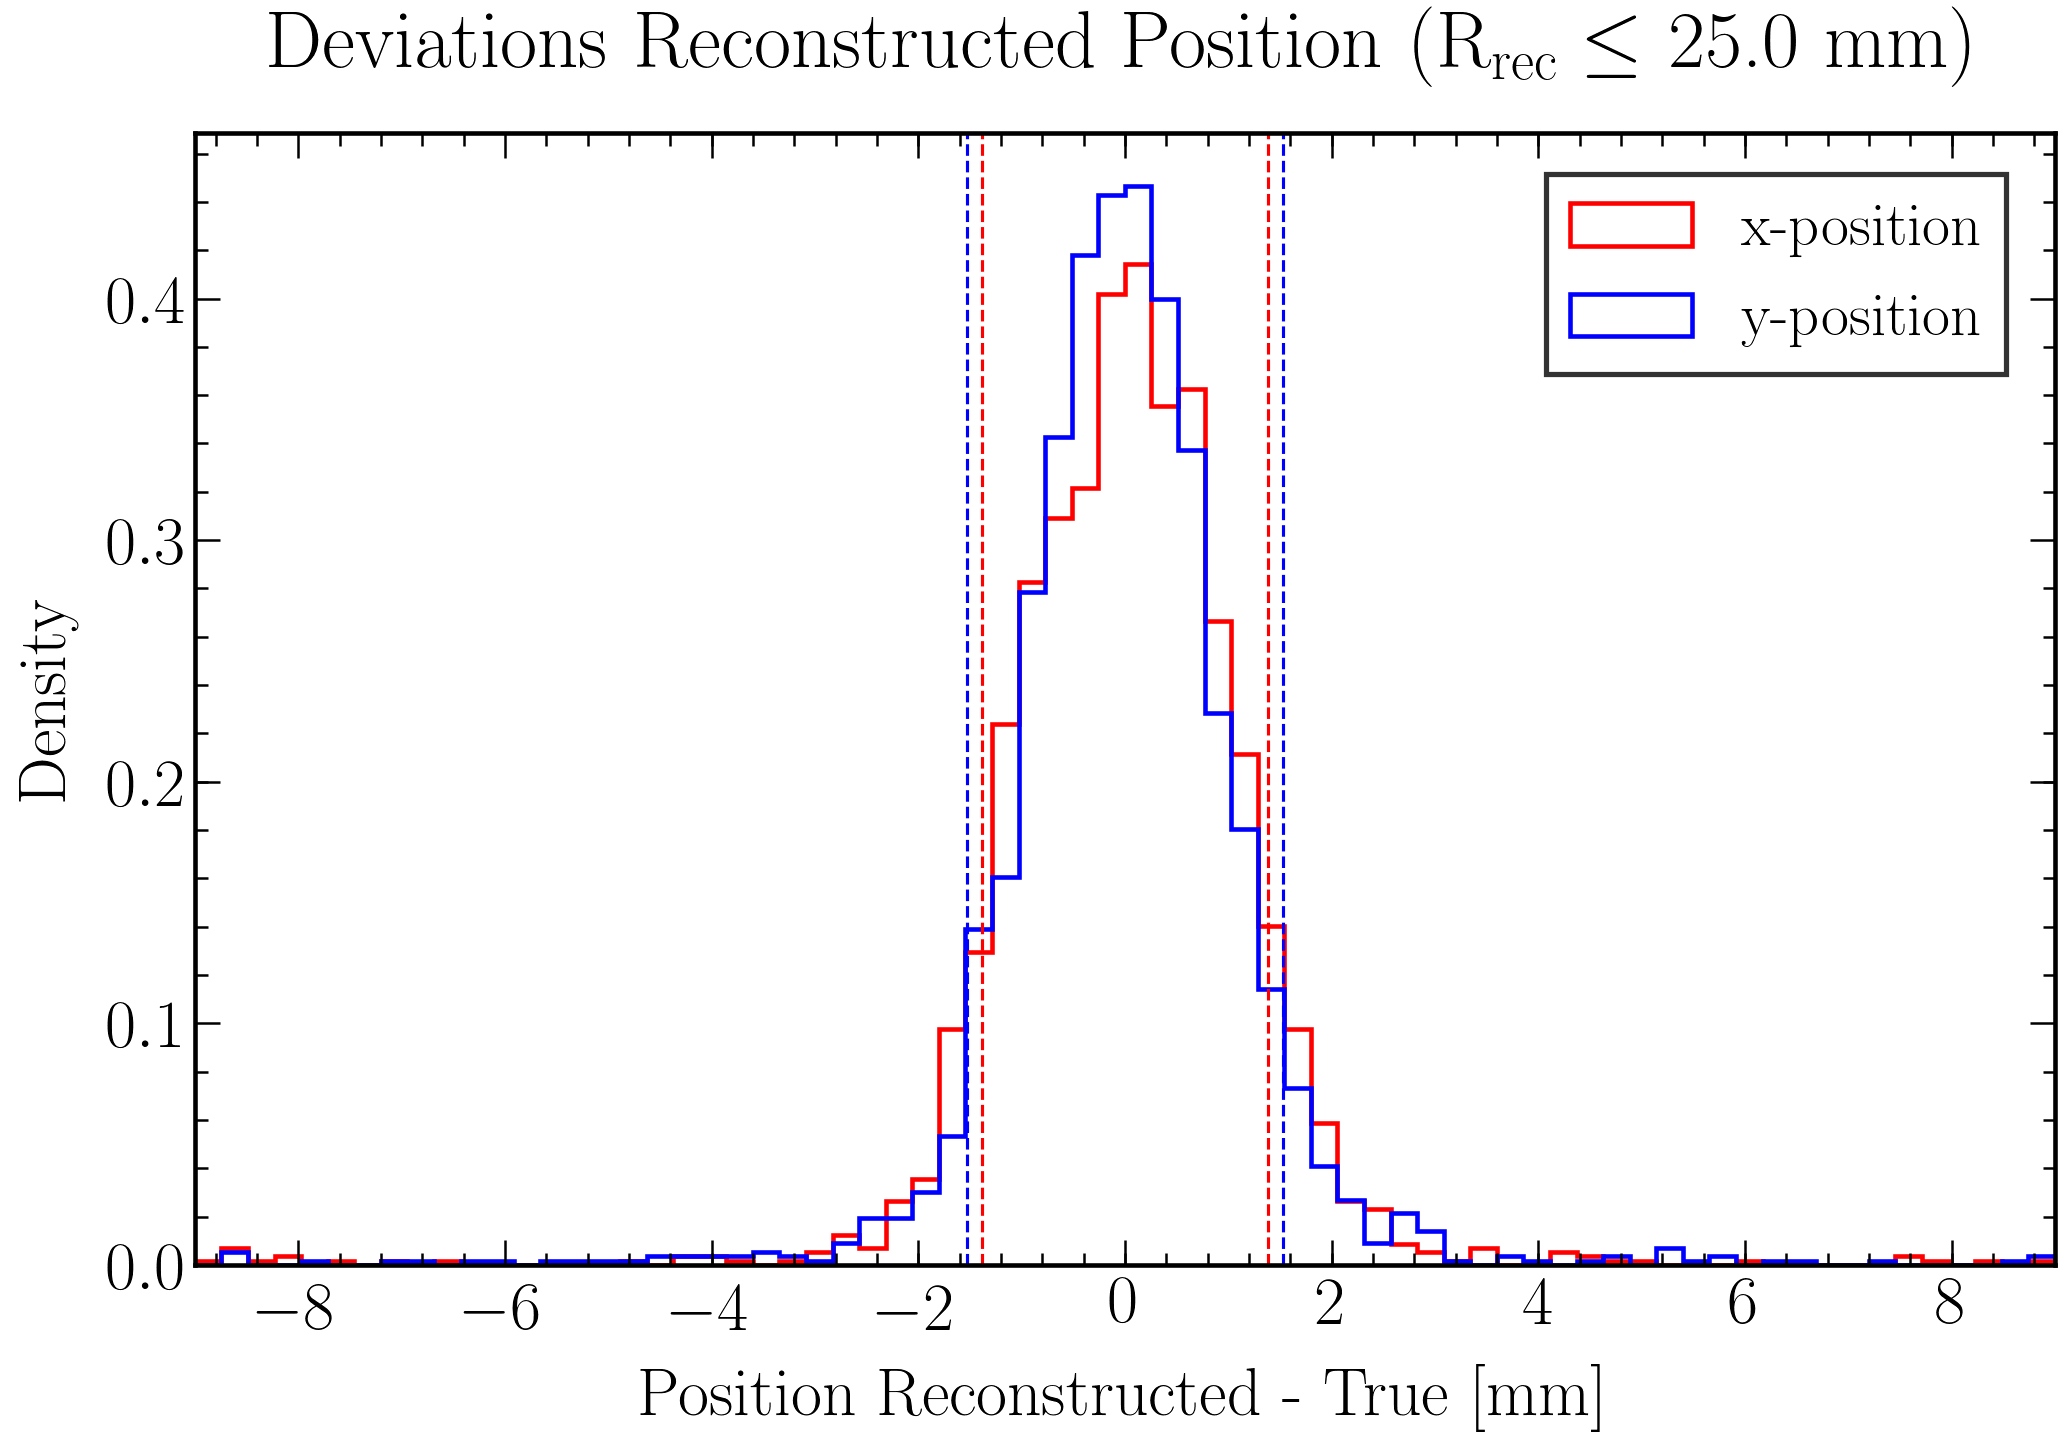 Deviations Reconstructed Position (R_rec ≤ 25.0 mm)
x-position
y-position
0.4
0.3
0.2
0.1
0.0
Density
−8 −6 −4 −2 0 2 4 6 8
Position Reconstructed - True [mm]